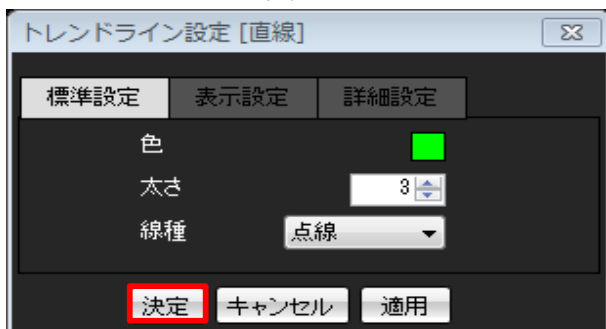 トレンドライン設定 [直線]
標準設定 表示設定 詳細設定
色
太さ 3
線種 点線
決定 キャンセル 適用